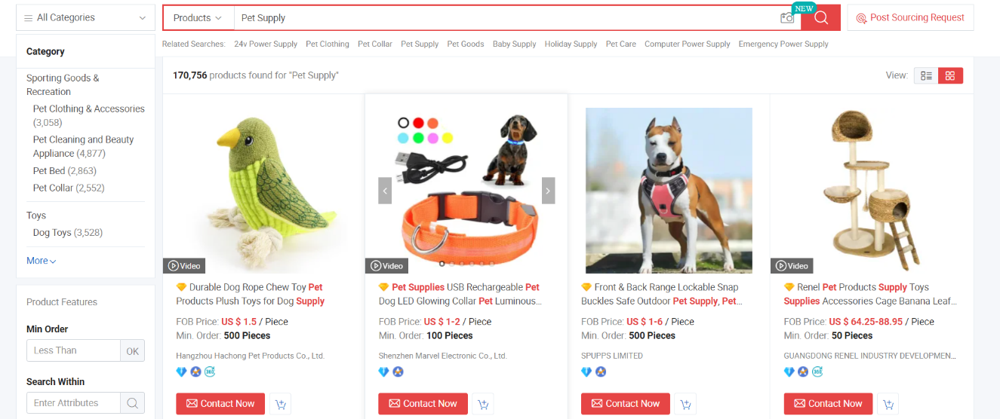 All Categories
Products
Pet Supply
NEW
Post Sourcing Request
Related Searches: 24v Power Supply Pet Clothing Pet Collar Pet Supply Pet Goods Baby Supply Holiday Supply Pet Care Computer Power Supply Emergency Power Supply
Category
Sporting Goods &
Recreation
Pet Clothing & Accessories
(3,058)
Pet Cleaning and Beauty
Appliance (4,877)
Pet Bed (2,863)
Pet Collar (2,552)
Toys
Dog Toys (3,528)
More
Product Features
Min Order
Less Than
OK
Search Within
Enter Attributes
170,756 products found for "Pet Supply"
View:
Video
Durable Dog Rope Chew Toy Pet
Products Plush Toys for Dog Supply
FOB Price: US $ 1.5 / Piece
Min. Order: 500 Pieces
Hangzhou Hachong Pet Products Co., Ltd.
360
Contact Now
Video
Pet Supplies USB Rechargeable Pet
Dog LED Glowing Collar Pet Luminous...
FOB Price: US $ 1-2 / Piece
Min. Order: 100 Pieces
Shenzhen Marvel Electronic Co., Ltd.
Contact Now
Front & Back Range Lockable Snap
Buckles Safe Outdoor Pet Supply, Pet...
FOB Price: US $ 1-6 / Piece
Min. Order: 500 Pieces
SPUPPS LIMITED
Contact Now
Video
Renel Pet Products Supply Toys
Supplies Accessories Cage Banana Leaf...
FOB Price: US $ 64.25-88.95 / Piece
Min. Order: 50 Pieces
GUANGDONG RENEL INDUSTRY DEVELOPMEN...
360
Contact Now